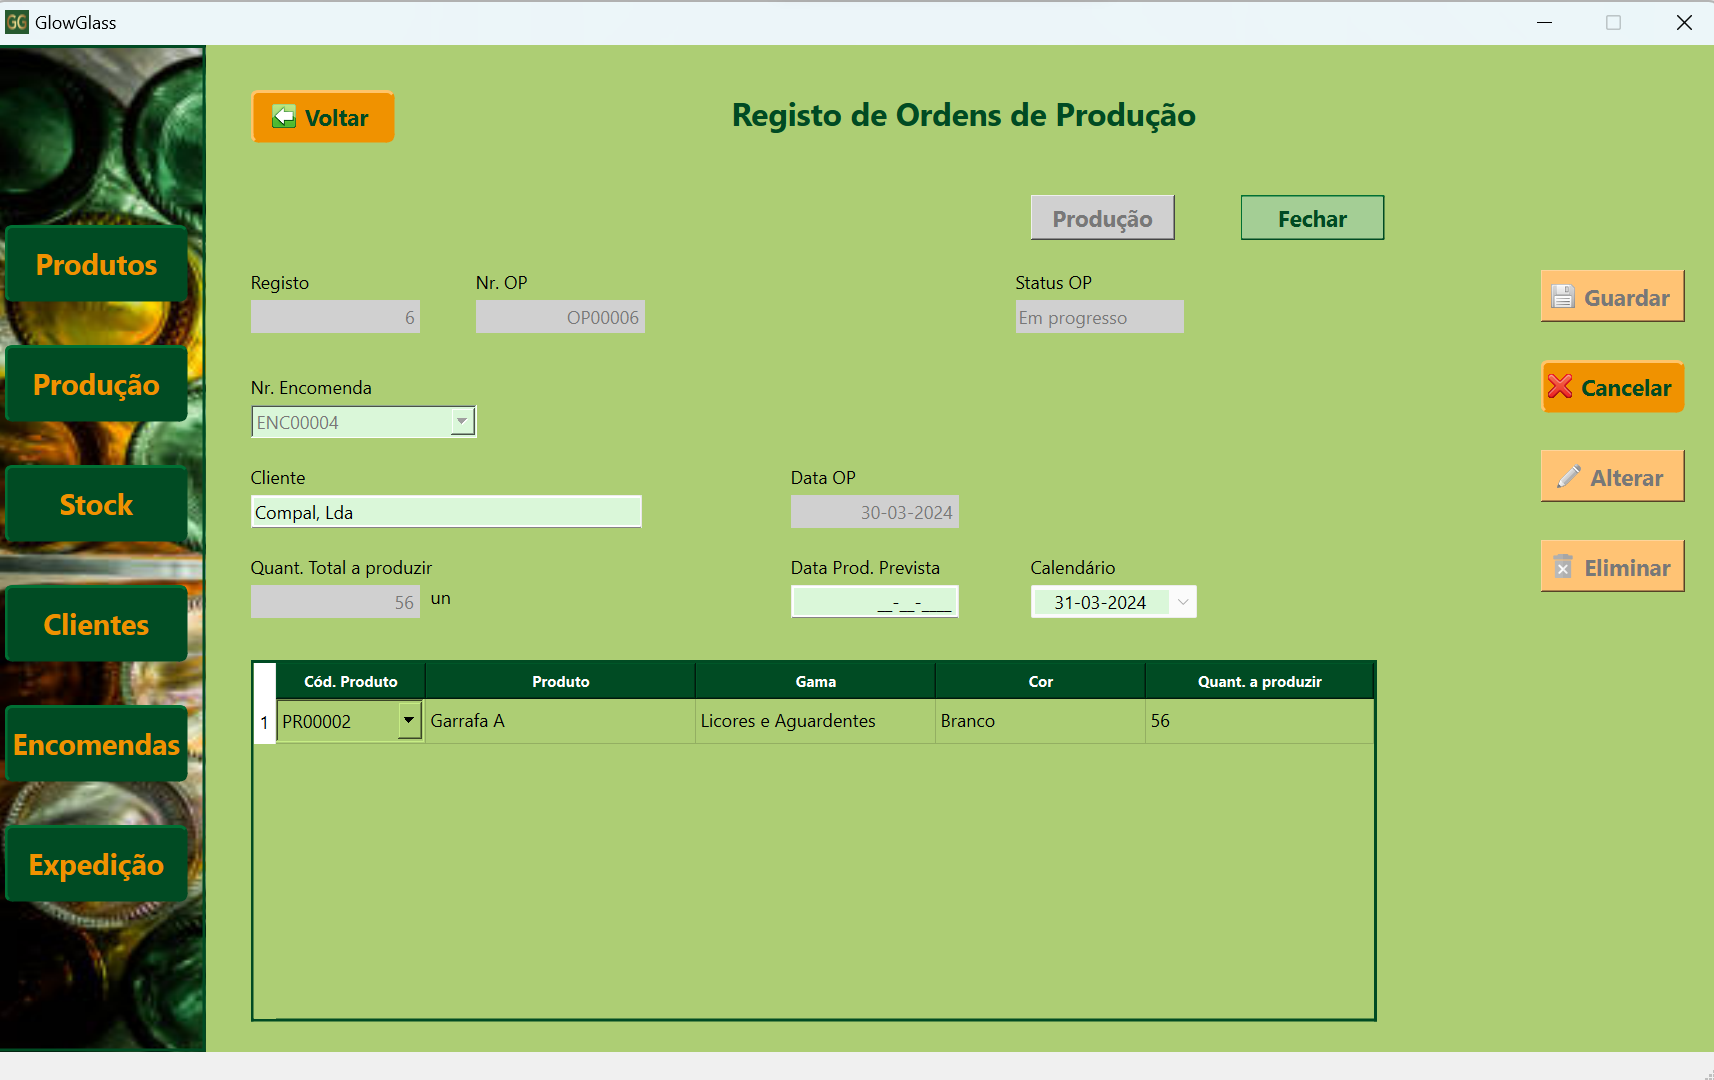 GG GlowGlass
Voltar
Registo de Ordens de Produção
Produção
Fechar
Produtos
Produção
Stock
Clientes
Encomendas
Expedição
Registo
Nr. OP
Status OP
6
OP00006
Em progresso
Guardar
Nr. Encomenda
ENC00004
Cancelar
Cliente
Data OP
Compal, Lda
30-03-2024
Alterar
Quant. Total a produzir
Data Prod. Prevista
Calendário
56 un
__-__-____
31-03-2024
Eliminar
Cód. Produto Produto Gama Cor Quant. a produzir
1 PR00002 Garrafa A Licores e Aguardentes Branco 56